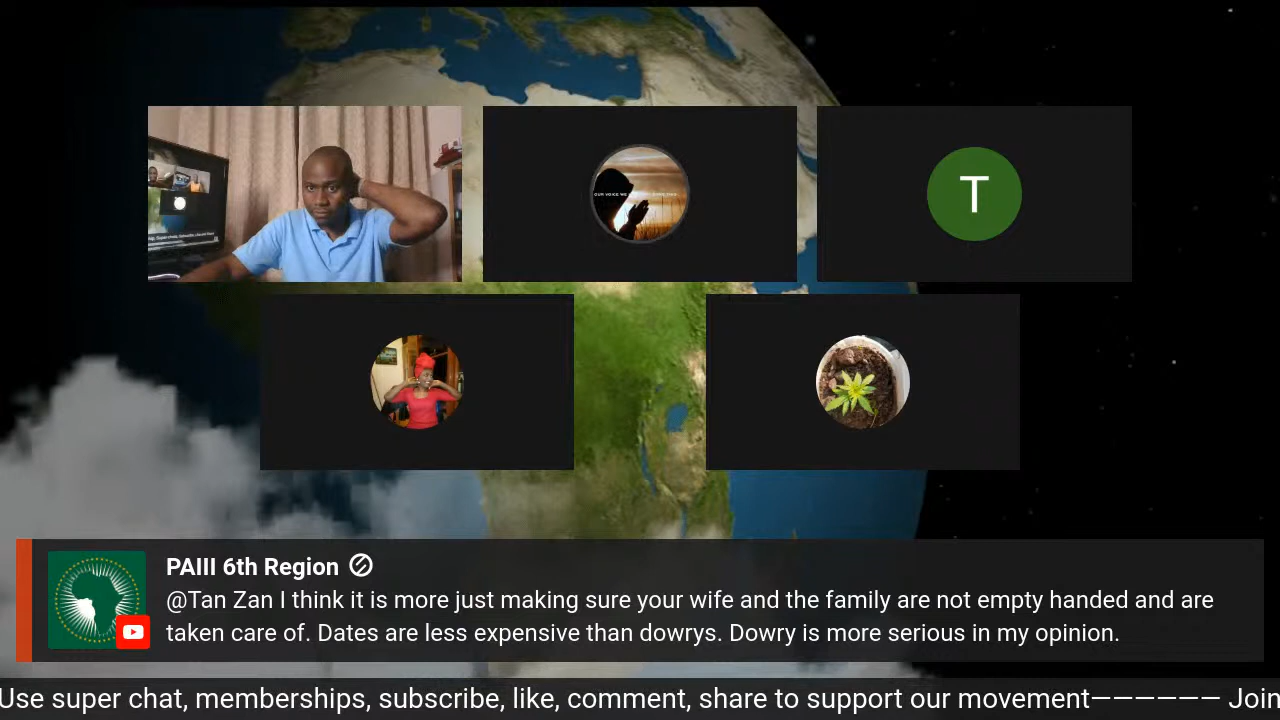 T
PAIII 6th Region
@Tan Zan I think it is more just making sure your wife and the family are not empty handed and are
taken care of. Dates are less expensive than dowrys. Dowry is more serious in my opinion.
Use super chat, memberships, subscribe, like, comment, share to support our movement—————— Join